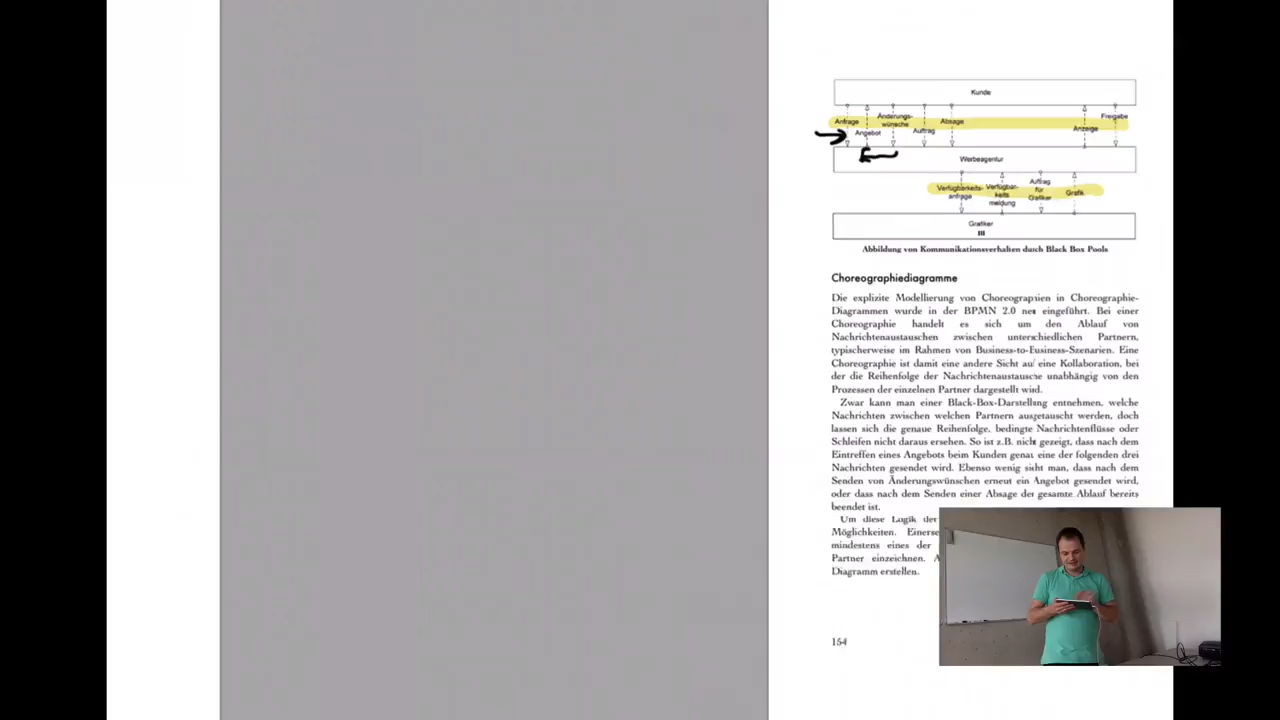 Kunde
Anfrage
Angebot
Änderungs-
wünsche
Auftrag
Absage
Anzeige
Freigabe
Werbeagentur
Verfügbarkeits-
anfrage
Verfügbar-
keits
meldung
Auftrag
für
Grafiker
Grafik
Grafiker
Abbildung von Kommunikationsverhalten durch Black Box Pools
Choreographiediagramme
Die explizite Modellierung von Choreographien in Choreographie-
Diagrammen wurde in der BPMN 2.0 neu eingeführt. Bei einer
Choreographie handelt es sich um den Ablauf von
Nachrichtenaustauschen zwischen unterschiedlichen Partnern,
typischerweise im Rahmen von Business-to-Business-Szenarien. Eine
Choreographie ist damit eine andere Sicht auf eine Kollaboration, bei
der die Reihenfolge der Nachrichtenaustausche unabhängig von den
Prozessen der einzelnen Partner dargestellt wird.
Zwar kann man einer Black-Box-Darstellung entnehmen, welche
Nachrichten zwischen welchen Partnern ausgetauscht werden, doch
lassen sich die genaue Reihenfolge, bedingte Nachrichtenflüsse oder
Schleifen nicht daraus ersehen. So ist z.B. nicht gezeigt, dass nach dem
Eintreffen eines Angebots beim Kunden genau eine der folgenden drei
Nachrichten gesendet wird. Ebenso wenig sieht man, dass nach dem
Senden von Änderungswünschen erneut ein Angebot gesendet wird,
oder dass nach dem Senden einer Absage der gesamte Ablauf bereits
beendet ist.
Um diese Logik der
Möglichkeiten. Einerse
mindestens eines der
Partner einzeichnen. A
Diagramm erstellen.
154